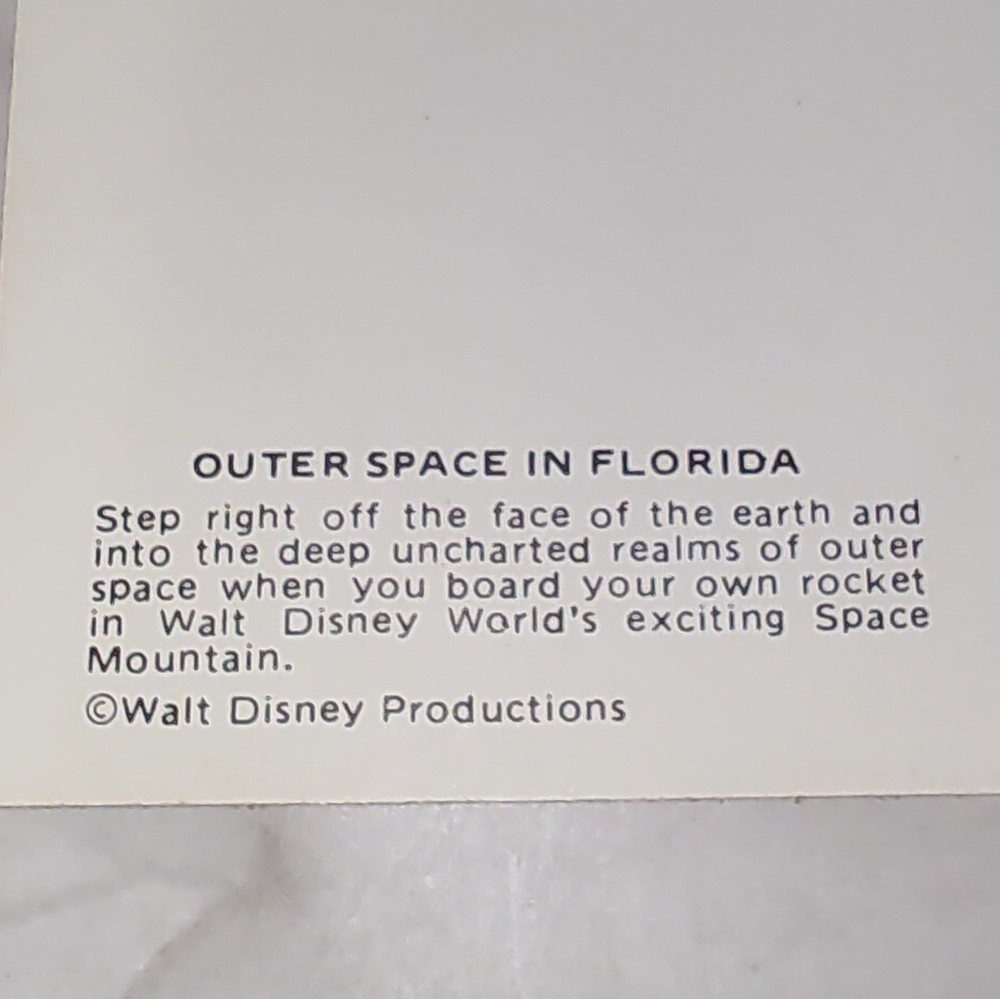 OUTER SPACE IN FLORIDA
Step right off the face of the earth and
into the deep uncharted realms of outer
space when you board your own rocket
in Walt Disney World's exciting Space
Mountain.
©Walt Disney Productions